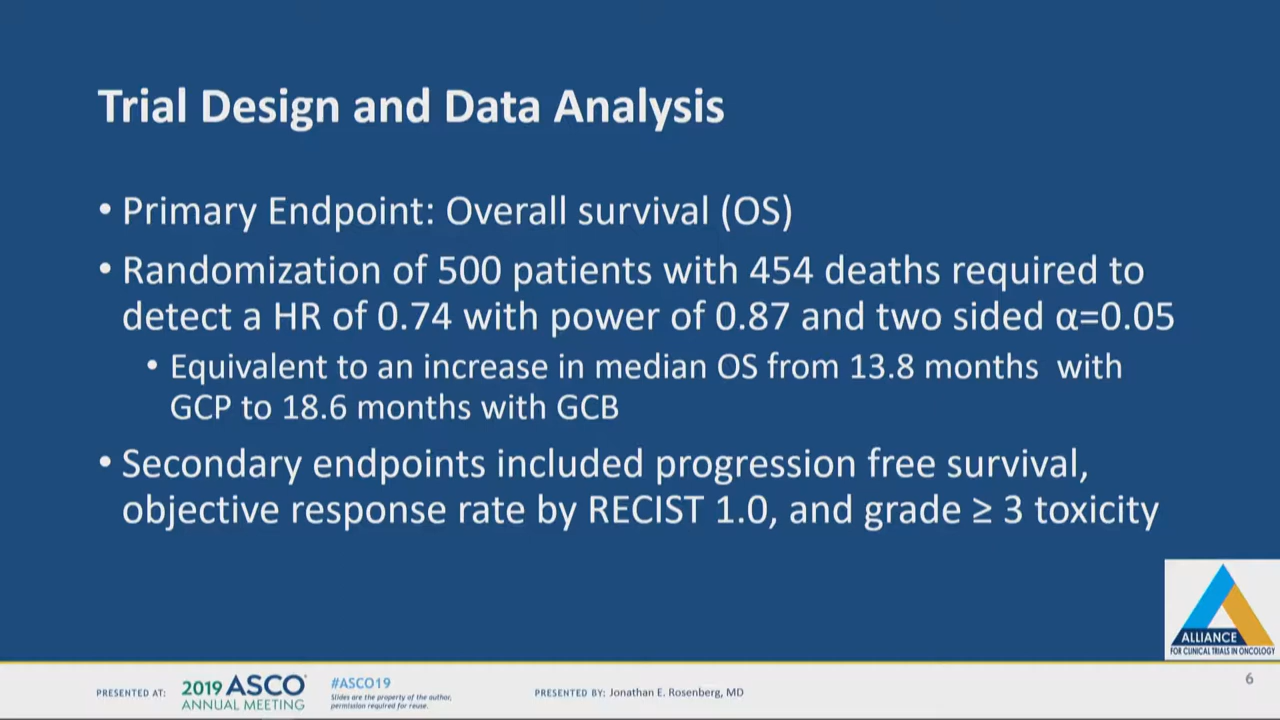 Trial Design and Data Analysis
• Primary Endpoint: Overall survival (OS)
• Randomization of 500 patients with 454 deaths required to
detect a HR of 0.74 with power of 0.87 and two sided α=0.05
• Equivalent to an increase in median OS from 13.8 months with
GCP to 18.6 months with GCB
• Secondary endpoints included progression free survival,
objective response rate by RECIST 1.0, and grade ≥ 3 toxicity
ALLIANCE
FOR CLINICAL TRIALS IN ONCOLOGY
PRESENTED AT:
2019 ASCO
ANNUAL MEETING
#ASCO19
Slides are the property of the author,
permission required for reuse.
PRESENTED BY: Jonathan E. Rosenberg, MD
6